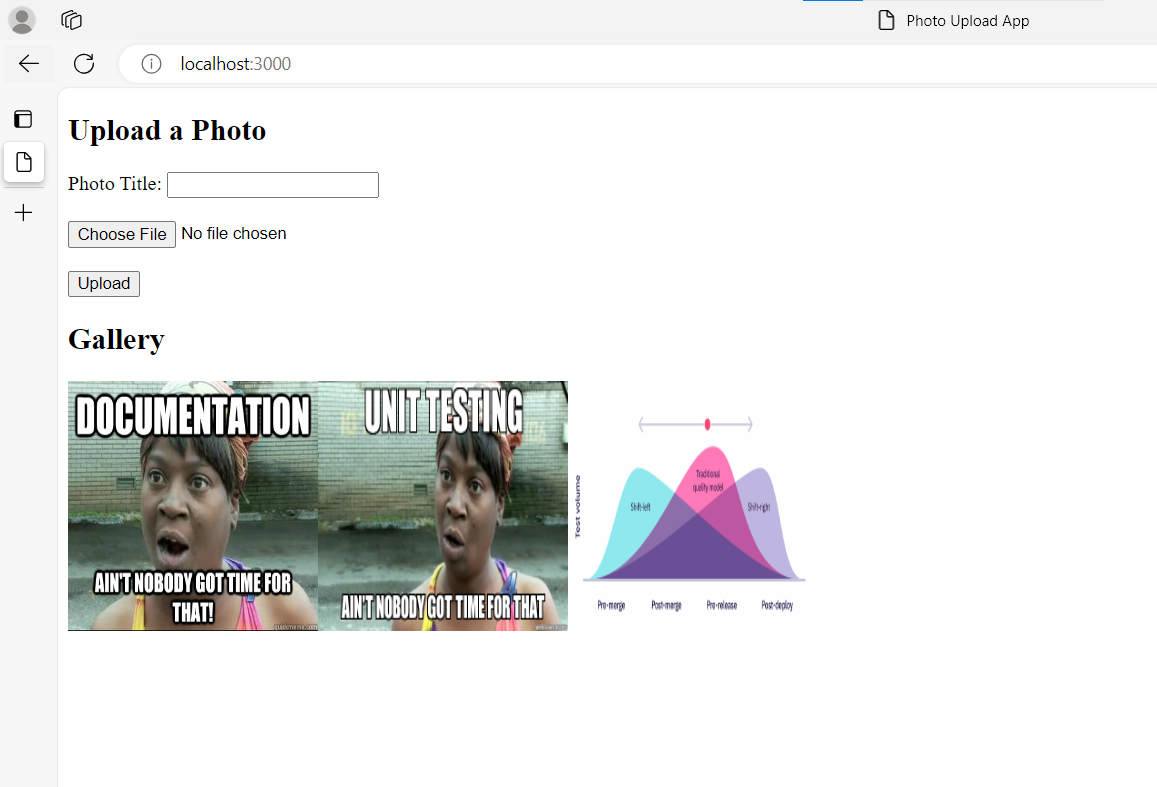 Photo Upload App
localhost:3000
Upload a Photo
Photo Title:
Choose File No file chosen
Upload
Gallery
DOCUMENTATION
AIN'T NOBODY GOT TIME FOR
THAT!
quickmeme.com
UNIT TESTING
AIN'T NOBODY GOT TIME FOR THAT
Test volume
Traditional
quality model
Shift-left
Shift-right
Pre-merge Post-merge Pre-release Post-deploy